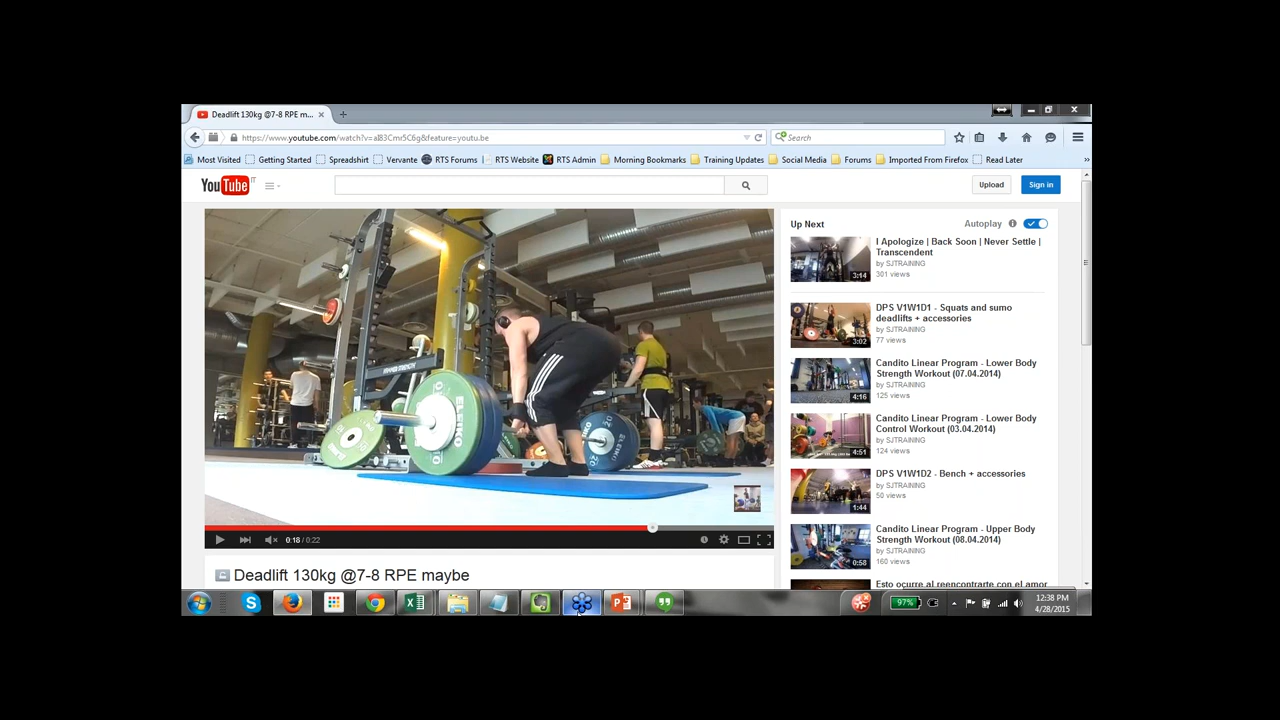 Deadlift 130kg @7-8 RPE m...
https://www.youtube.com/watch?v=al83Cmr5C6g&feature=youtu.be
Search
Most Visited Getting Started Spreadshirt Vervante RTS Forums RTS Website RTS Admin Morning Bookmarks Training Updates Social Media Forums Imported From Firefox Read Later
YouTube IT
Upload
Sign in
Up Next
Autoplay
I Apologize | Back Soon | Never Settle |
Transcendent
by SJTRAINING
301 views
3:14
DPS V1W1D1 - Squats and sumo
deadlifts + accessories
by SJTRAINING
77 views
3:02
Candito Linear Program - Lower Body
Strength Workout (07.04.2014)
by SJTRAINING
125 views
4:16
Candito Linear Program - Lower Body
Control Workout (03.04.2014)
by SJTRAINING
124 views
4:51
DPS V1W1D2 - Bench + accessories
by SJTRAINING
50 views
1:44
Candito Linear Program - Upper Body
Strength Workout (08.04.2014)
by SJTRAINING
160 views
0:58
Esto ocurre al reencontrarte con el amor
ELEIKO
20
0:18 / 0:22
Deadlift 130kg @7-8 RPE maybe
97%
12:38 PM
4/28/2015